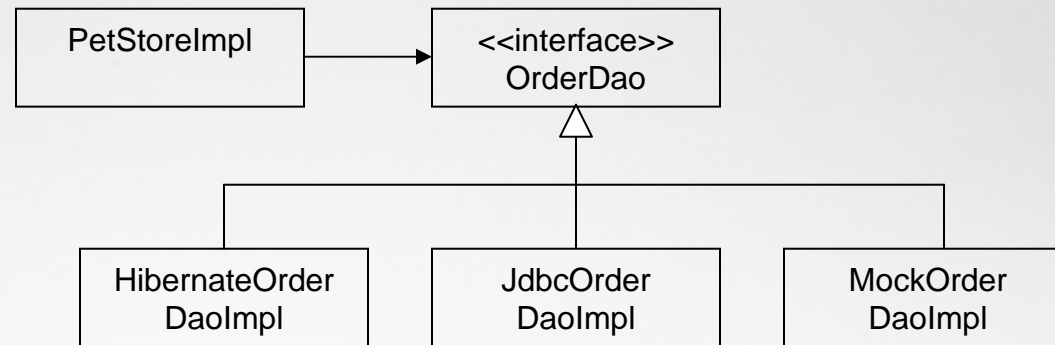 PetStoreImpl
<<interface>>
OrderDao
HibernateOrder
DaoImpl
JdbcOrder
DaoImpl
MockOrder
DaoImpl